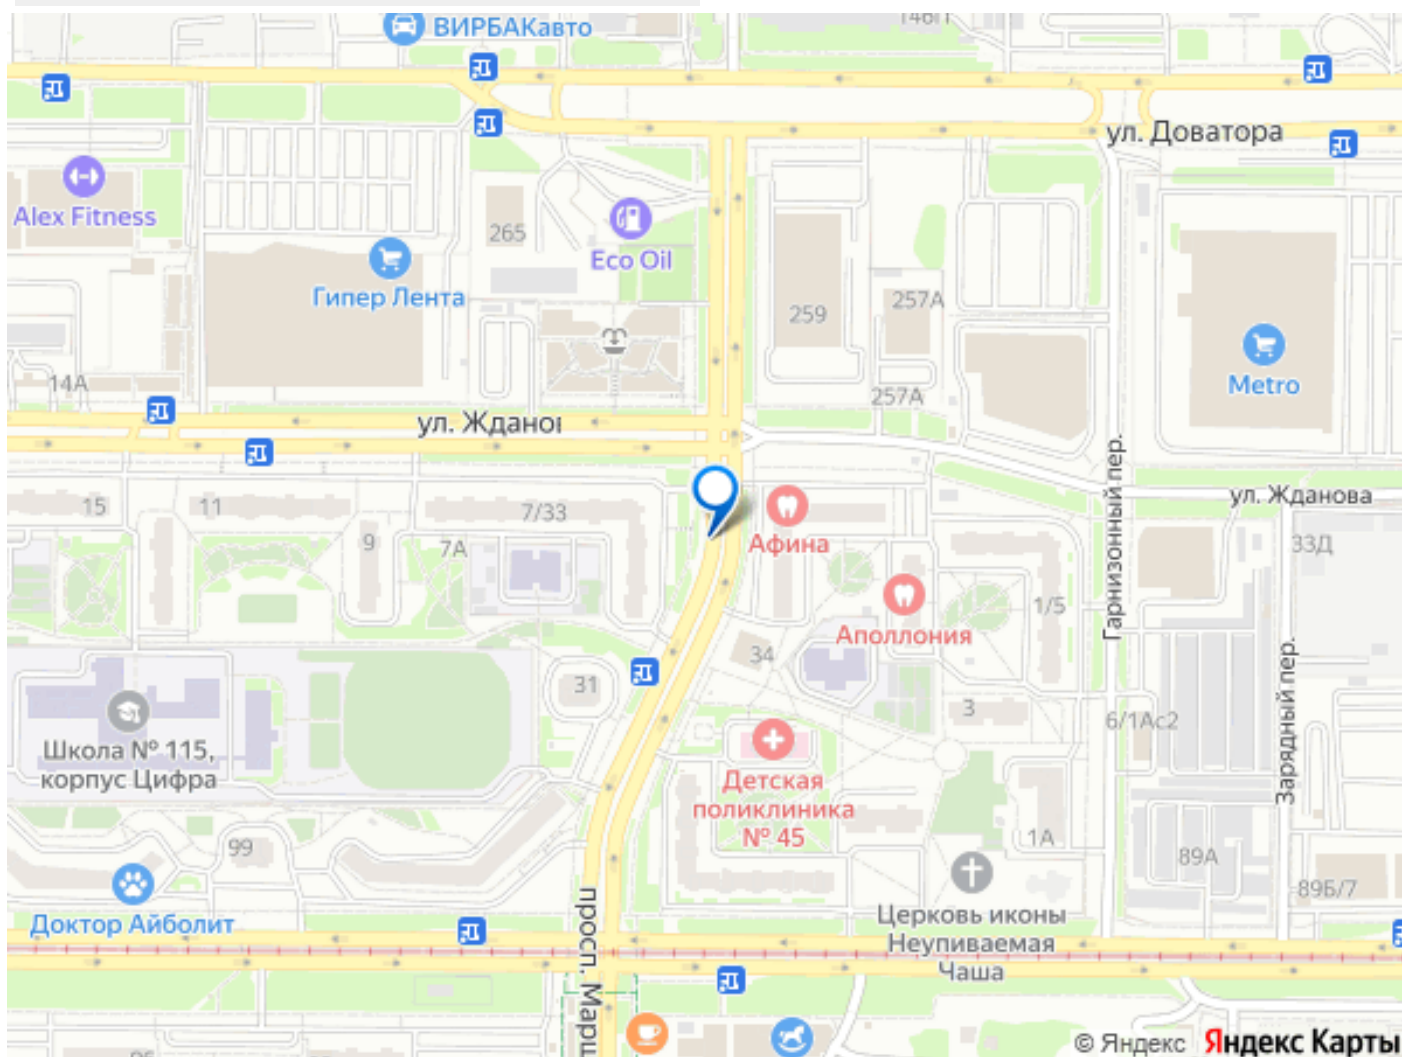 ВИРБАКавто
146П
ул. Доватора
Alex Fitness
265
Eco Oil
Гипер Лента
259
257А
Metro
14А
257А
ул. Жданов
ул. Жданова
15
11
7/33
9
7А
Афина
33Д
Гарнизонный пер.
1/5
Аполлония
34
31
3
6/1Ас2
Зарядный пер.
Школа № 115,
корпус Цифра
Детская
поликлиника
№ 45
99
1А
89А
89Б/7
Доктор Айболит
просп. Марш
Церковь иконы
Неупиваемая
Чаша
© Яндекс Яндекс Карты